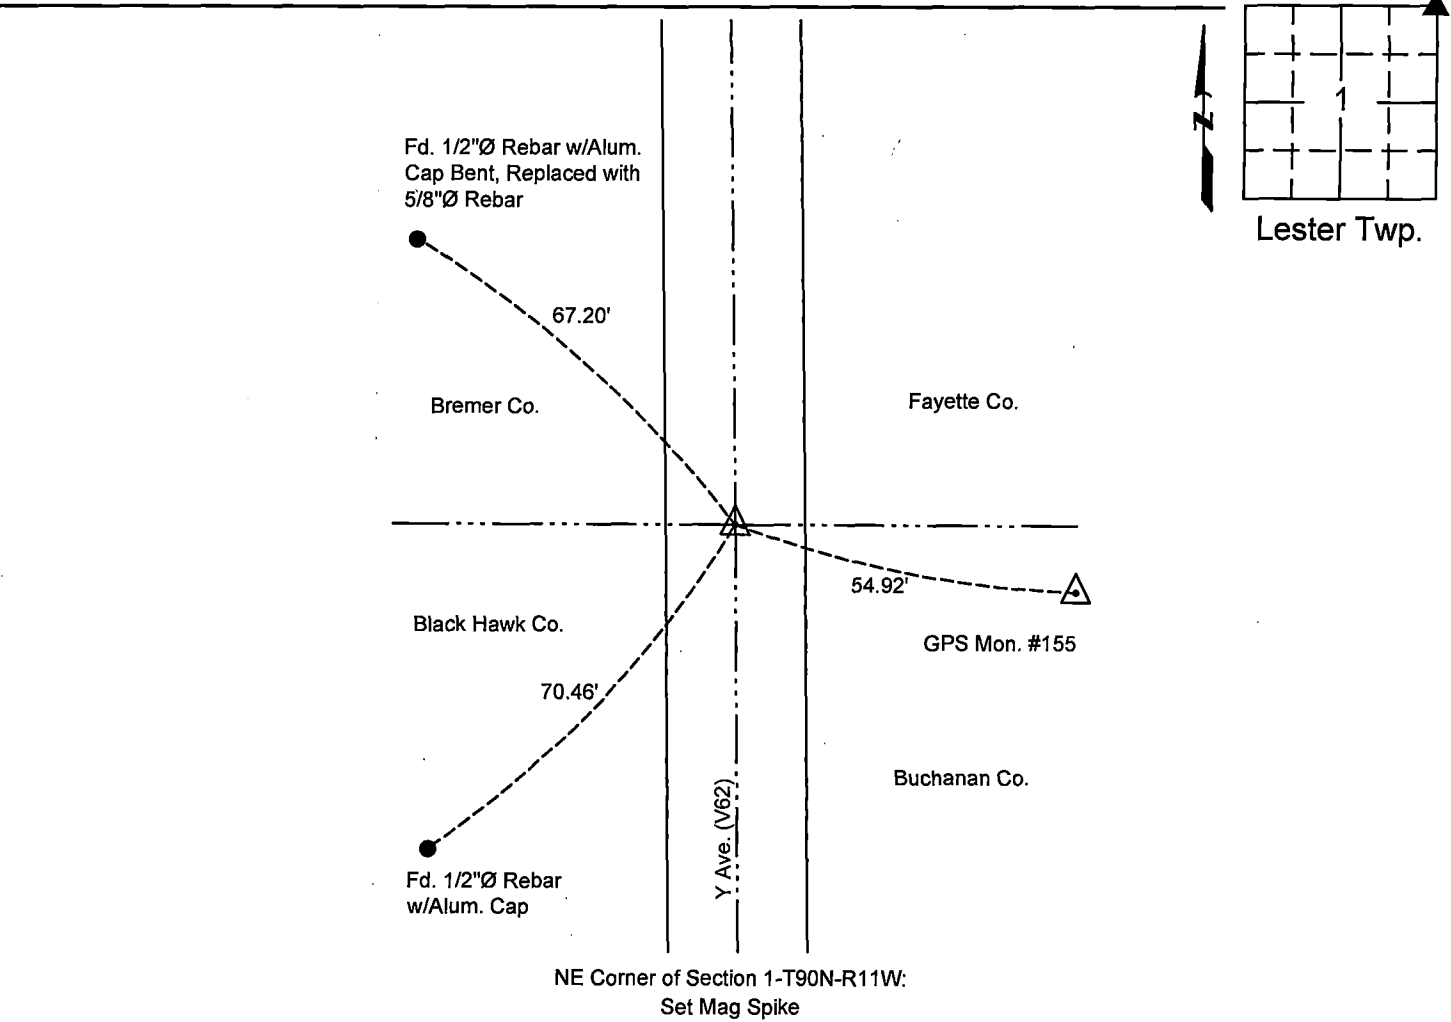 Fd. 1/2"Ø Rebar w/Alum.
Cap Bent, Replaced with
5/8"Ø Rebar
N
1
Lester Twp.
67.20'
Bremer Co.
Fayette Co.
54.92'
Black Hawk Co.
GPS Mon. #155
70.46'
Buchanan Co.
Y Ave. (V62)
Fd. 1/2"Ø Rebar
w/Alum. Cap
NE Corner of Section 1-T90N-R11W:
Set Mag Spike